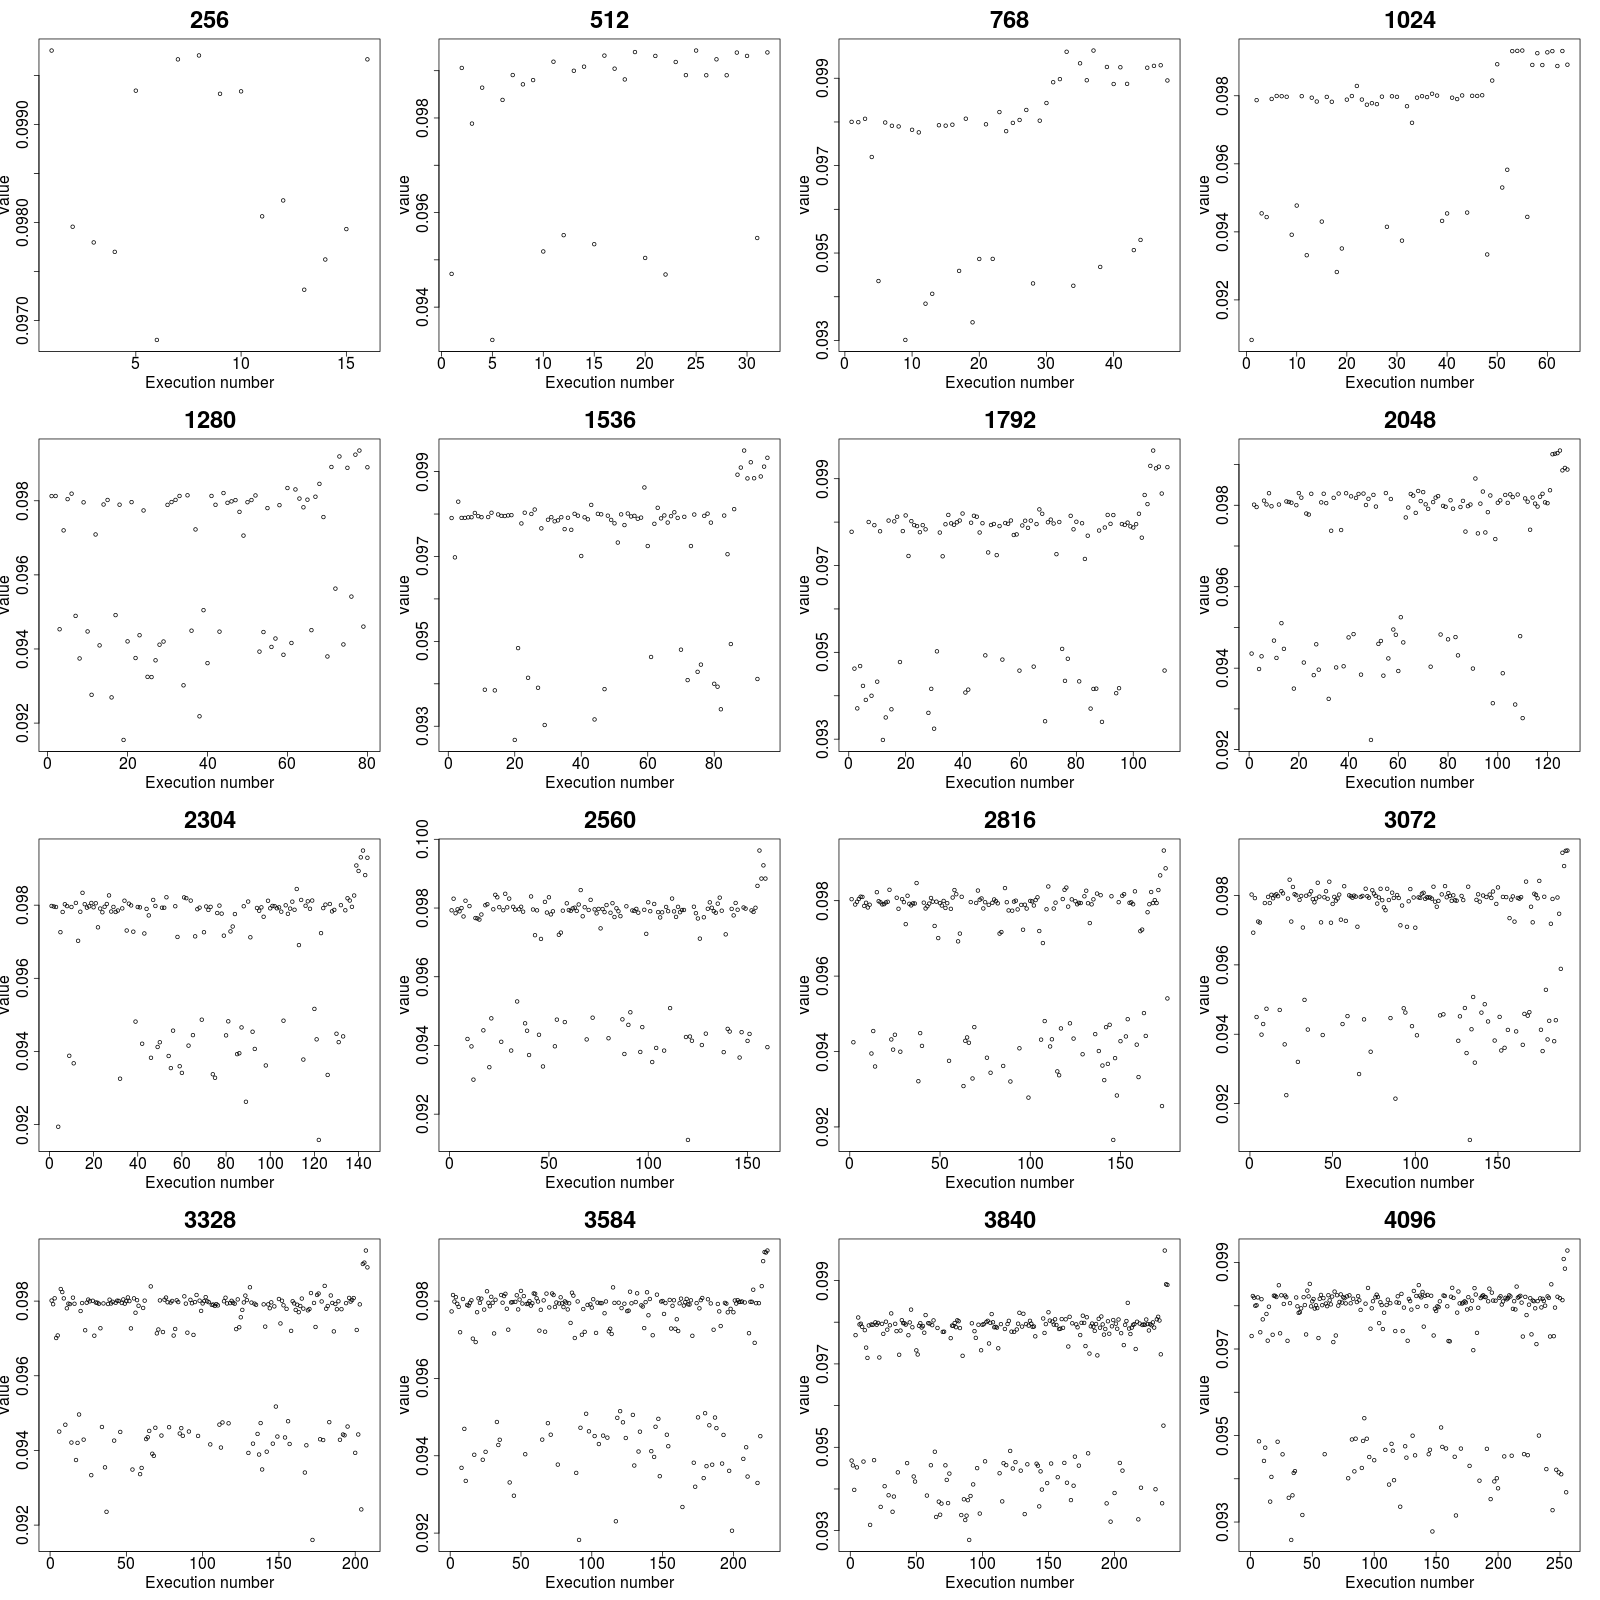 256
value
0.0970 0.0980 0.0990
5 10 15
Execution number
512
value
0.094 0.096 0.098
0 5 10 15 20 25 30
Execution number
768
value
0.093 0.095 0.097 0.099
0 10 20 30 40
Execution number
1024
value
0.092 0.094 0.096 0.098
0 10 20 30 40 50 60
Execution number
1280
value
0.092 0.094 0.096 0.098
0 20 40 60 80
Execution number
1536
value
0.093 0.095 0.097 0.099
0 20 40 60 80
Execution number
1792
value
0.093 0.095 0.097 0.099
0 20 40 60 80 100
Execution number
2048
value
0.092 0.094 0.096 0.098
0 20 40 60 80 100 120
Execution number
2304
value
0.092 0.094 0.096 0.098
0 20 40 60 80 100 120 140
Execution number
2560
value
0.092 0.094 0.096 0.098 0.100
0 50 100 150
Execution number
2816
value
0.092 0.094 0.096 0.098
0 50 100 150
Execution number
3072
value
0.092 0.094 0.096 0.098
0 50 100 150
Execution number
3328
value
0.092 0.094 0.096 0.098
0 50 100 150 200
Execution number
3584
value
0.092 0.094 0.096 0.098
0 50 100 150 200
Execution number
3840
value
0.093 0.095 0.097 0.099
0 50 100 150 200
Execution number
4096
value
0.093 0.095 0.097 0.099
0 50 100 150 200 250
Execution number